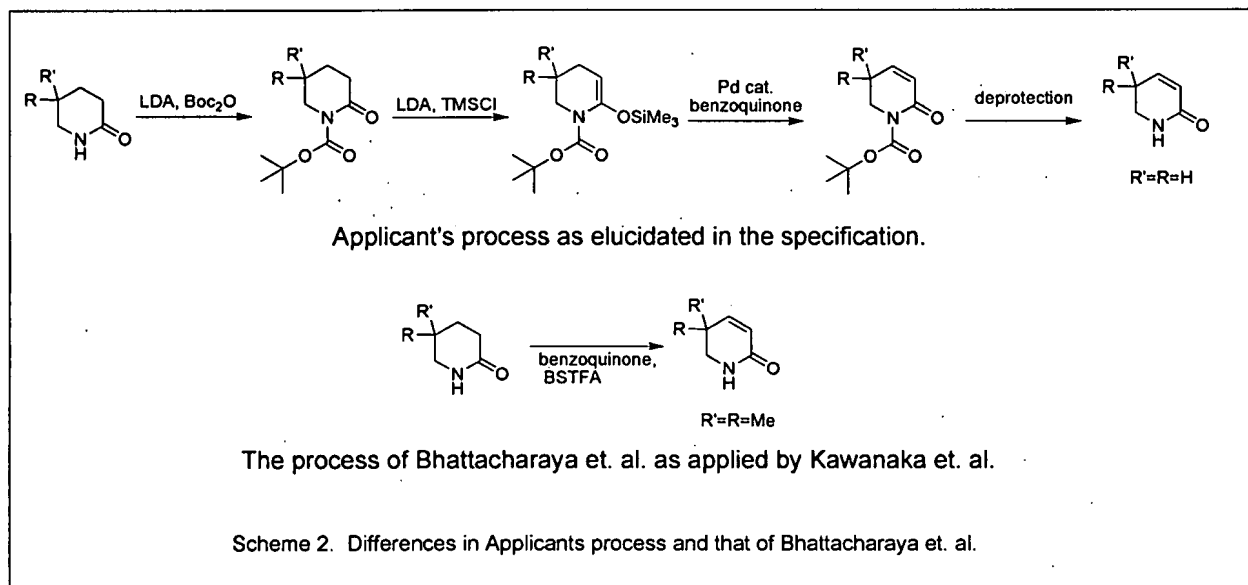 R'
R
N
H
O
LDA, Boc₂O
R'
R
N
O
O
O
LDA, TMSCl
R'
R
N
OSiMe₃
O
O
Pd cat.
benzoquinone
R'
R
N
O
O
O
deprotection
R'
R
N
H
O
R'=R=H
Applicant's process as elucidated in the specification.
R'
R
N
H
O
benzoquinone,
BSTFA
R'
R
N
H
O
R'=R=Me
The process of Bhattacharaya et. al. as applied by Kawanaka et. al.
Scheme 2. Differences in Applicants process and that of Bhattacharaya et. al.